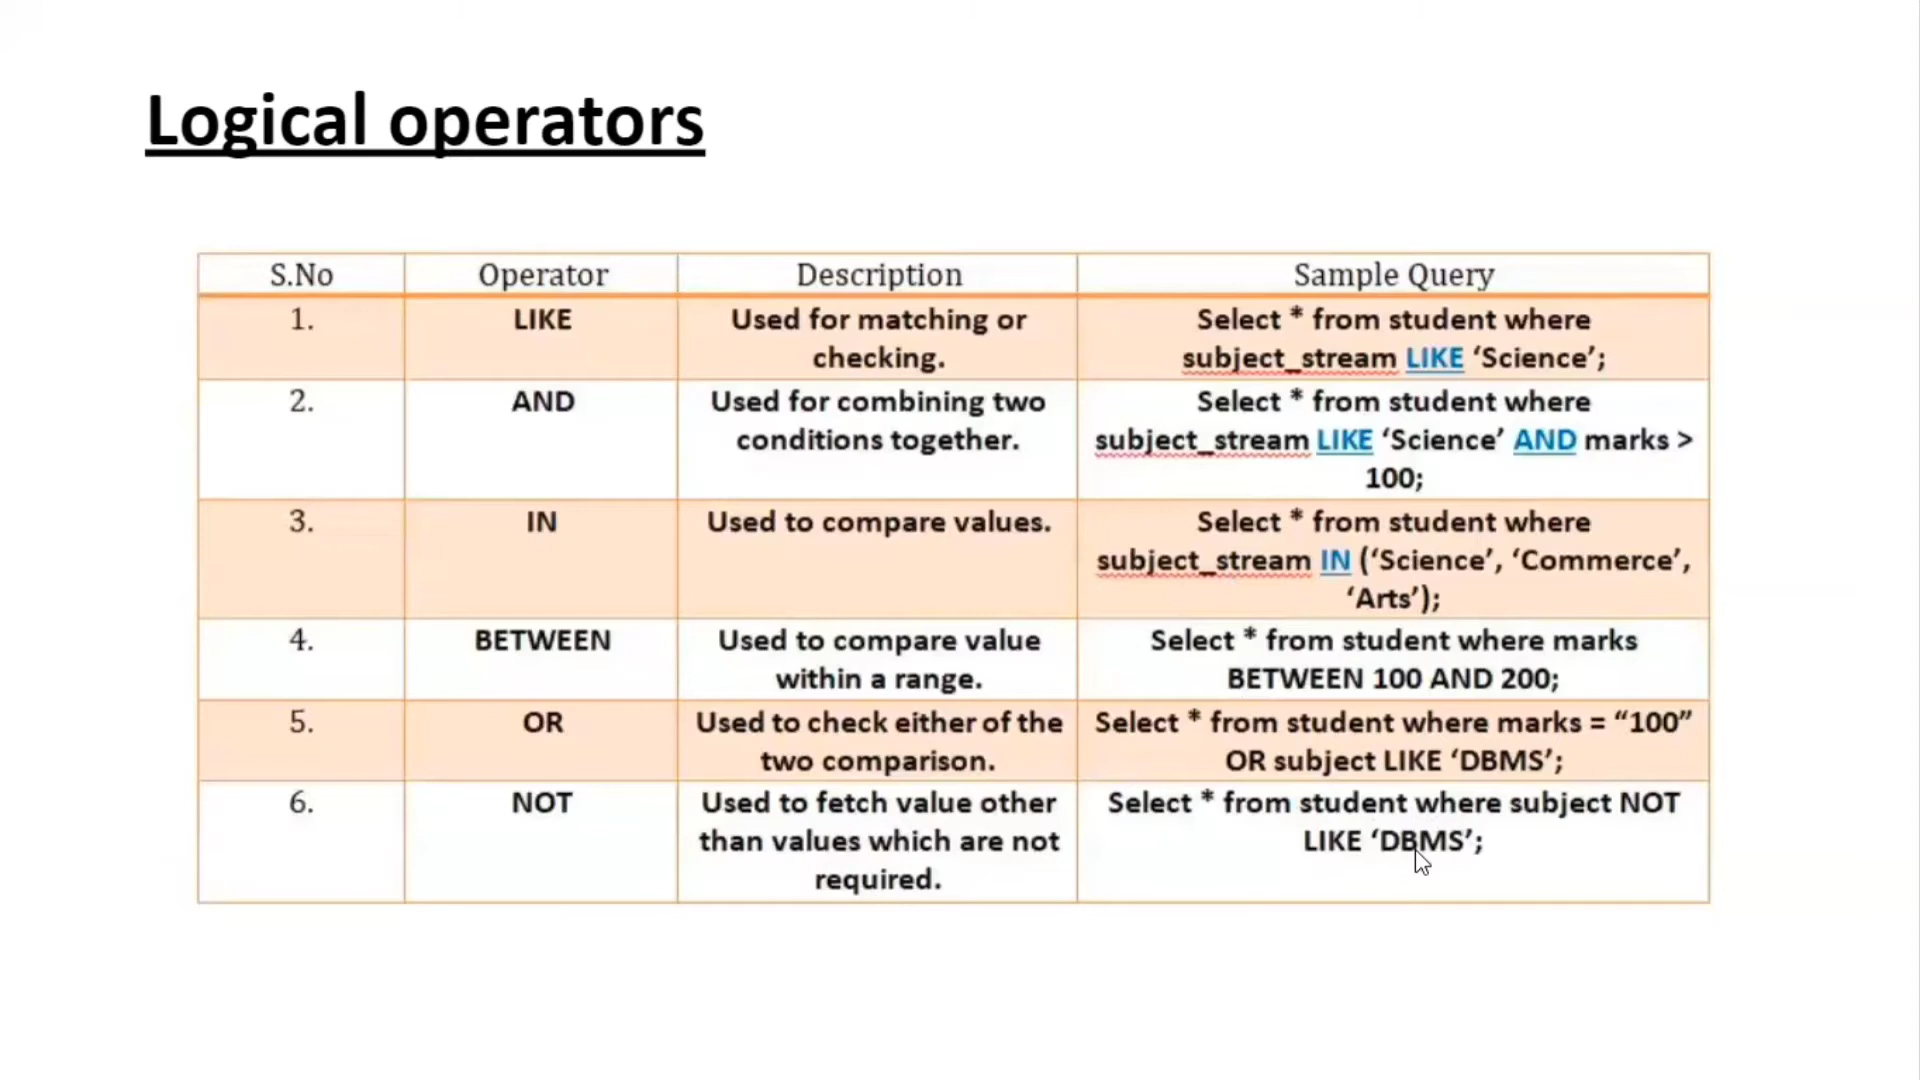 Logical operators
S.No Operator Description Sample Query
1. LIKE Used for matching or Select * from student where
checking. subject_stream LIKE ‘Science’;
2. AND Used for combining two Select * from student where
conditions together. subject_stream LIKE ‘Science’ AND marks >
100;
3. IN Used to compare values. Select * from student where
subject_stream IN (‘Science’, ‘Commerce’,
‘Arts’);
4. BETWEEN Used to compare value Select * from student where marks
within a range. BETWEEN 100 AND 200;
5. OR Used to check either of the Select * from student where marks = “100”
two comparison. OR subject LIKE ‘DBMS’;
6. NOT Used to fetch value other Select * from student where subject NOT
than values which are not LIKE ‘DBMS’;
required.